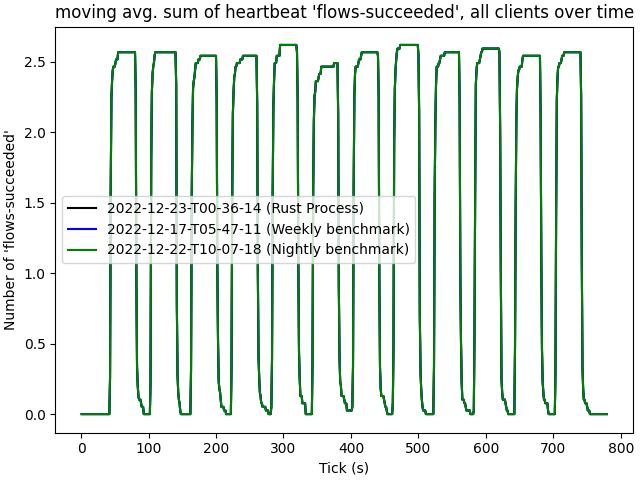 moving avg. sum of heartbeat 'flows-succeeded', all clients over time
Number of 'flows-succeeded'
2.5
2.0
1.5
1.0
0.5
0.0
2022-12-23-T00-36-14 (Rust Process)
2022-12-17-T05-47-11 (Weekly benchmark)
2022-12-22-T10-07-18 (Nightly benchmark)
0 100 200 300 400 500 600 700 800
Tick (s)